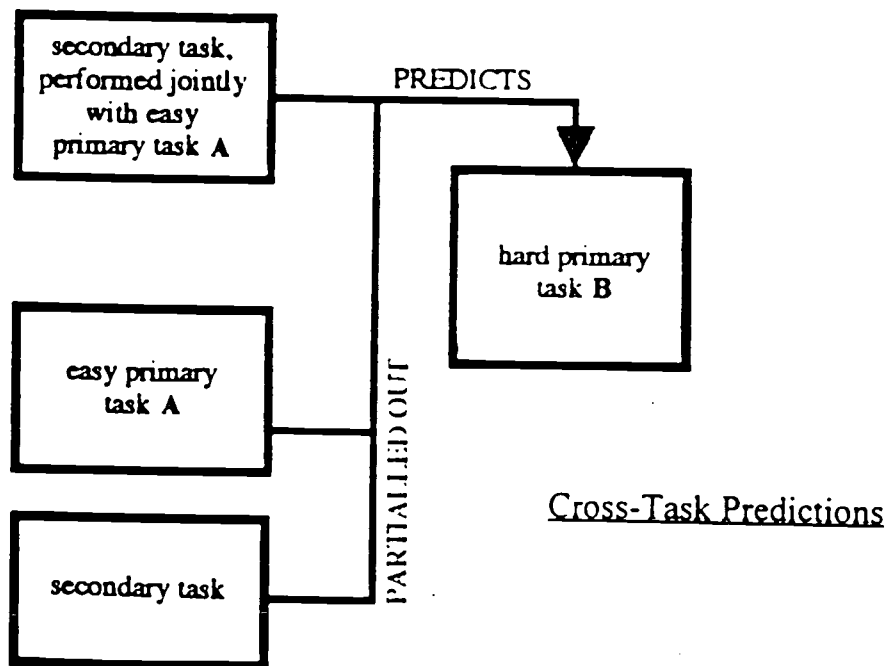 secondary task,
performed jointly
with easy
primary task A
PREDICTS
hard primary
task B
easy primary
task A
PARTIALLED OUT
secondary task
Cross-Task Predictions